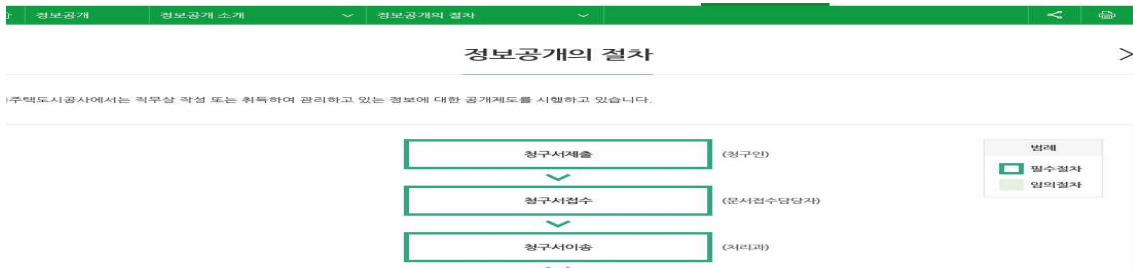 정보공개 정보공개 소개 정보공개의 절차
정보공개의 절차
주택도시공사에서는 직무상 작성 또는 취득하여 관리하고 있는 정보에 대한 공개제도를 시행하고 있습니다.
청구서제출 (청구인)
범례
필수절차
임의절차
청구서접수 (문서접수담당자)
청구서이송 (처리과)